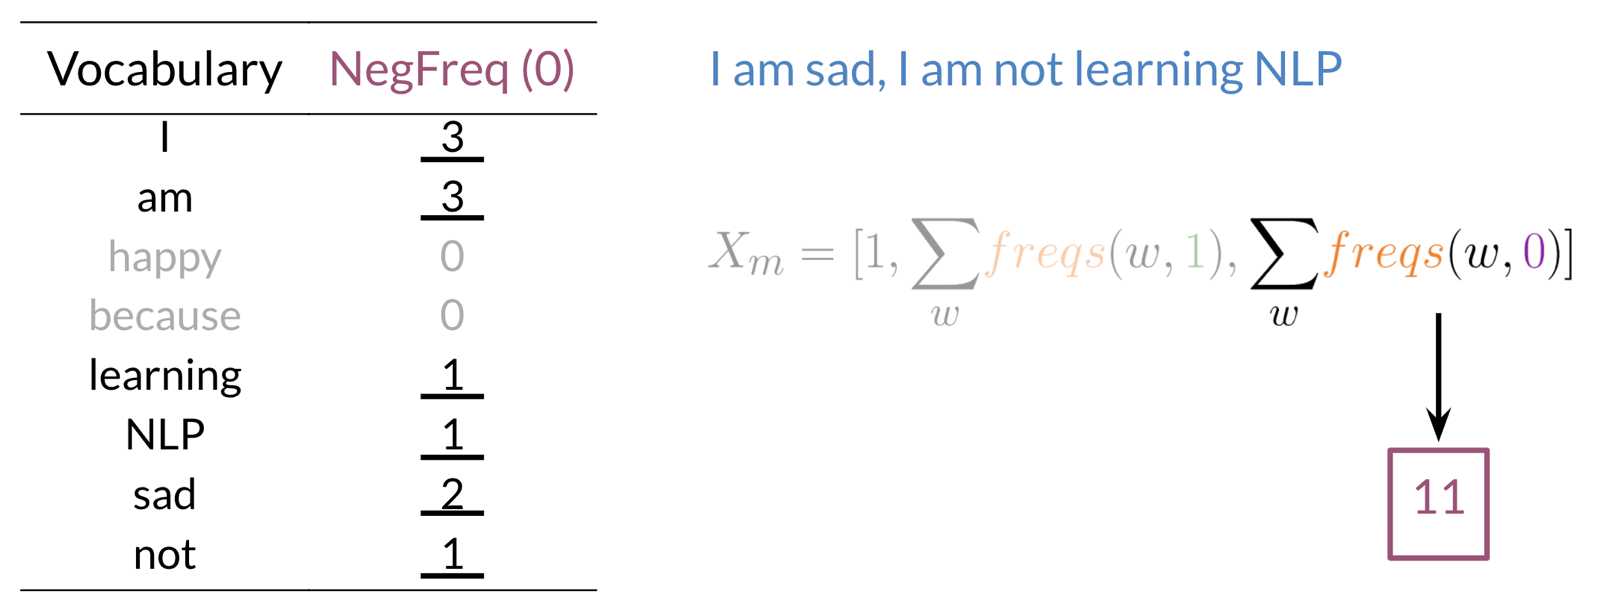 Vocabulary NegFreq (0)
I 3
am 3
happy 0
because 0
learning 1
NLP 1
sad 2
not 1
I am sad, I am not learning NLP
X_m = [1, ∑_w freqs(w, 1), ∑_w freqs(w, 0)]
11